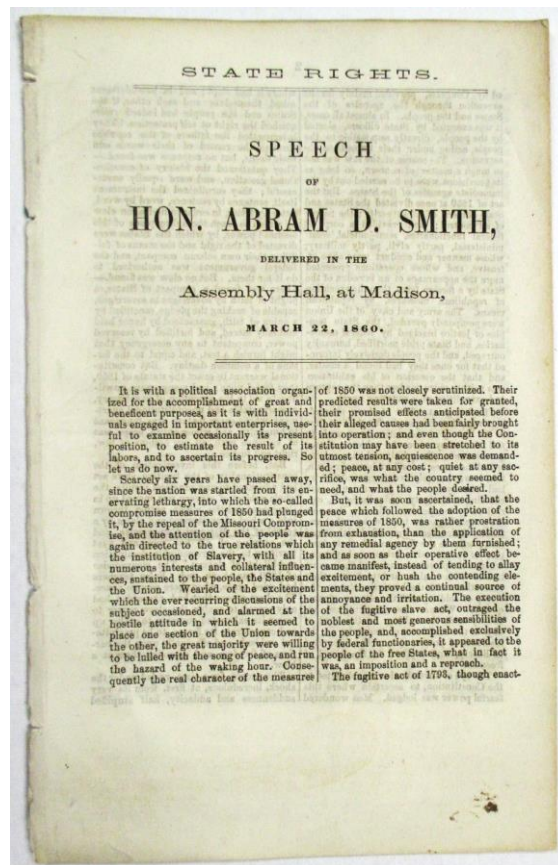 STATE RIGHTS.
SPEECH
OF
HON. ABRAM D. SMITH,
DELIVERED IN THE
Assembly Hall, at Madison,
MARCH 22, 1860.
It is with a political association organ-
ized for the accomplishment of great and
beneficent purposes, as it is with individ-
uals engaged in important enterprises, use-
ful to examine occasionally its present
position, to estimate the result of its
labors, and to ascertain its progress. So
let us do now.
Scarcely six years have passed away,
since the nation was startled from its en-
ervating lethargy, into which the so-called
compromise measures of 1850 had plunged
it, by the repeal of the Missouri Comprom-
ise, and the attention of the people was
again directed to the true relations which
the institution of Slavery, with all its
numerous interests and collateral influen-
ces, sustained to the people, the States and
the Union. Wearied of the excitement
which the ever recurring discussions of the
subject occasioned, and alarmed at the
hostile attitude in which it seemed to
place one section of the Union towards
the other, the great majority were willing
to be lulled with the song of peace, and run
the hazard of the waking hour. Conse-
quently the real character of the measures
of 1850 was not closely scrutinized. Their
predicted results were taken for granted,
their promised effects anticipated before
their alleged causes had been fairly brought
into operation; and even though the Con-
stitution may have been stretched to its
utmost tension, acquiescence was demand-
ed; peace, at any cost; quiet at any sac-
rifice, was what the country seemed to
need, and what the people desired.
But, it was soon ascertained, that the
peace which followed the adoption of the
measures of 1850, was rather prostration
from exhaustion, than the application of
any remedial agency by them furnished;
and as soon as their operative effect be-
came manifest, instead of tending to allay
excitement, or hush the contending ele-
ments, they proved a continual source of
annoyance and irritation. The execution
of the fugitive slave act, outraged the
noblest and most generous sensibilities of
the people, and, accomplished exclusively
by federal functionaries, it appeared to the
people of the free States, what in fact it
was, an imposition and a reproach.
The fugitive act of 1793, though enact-